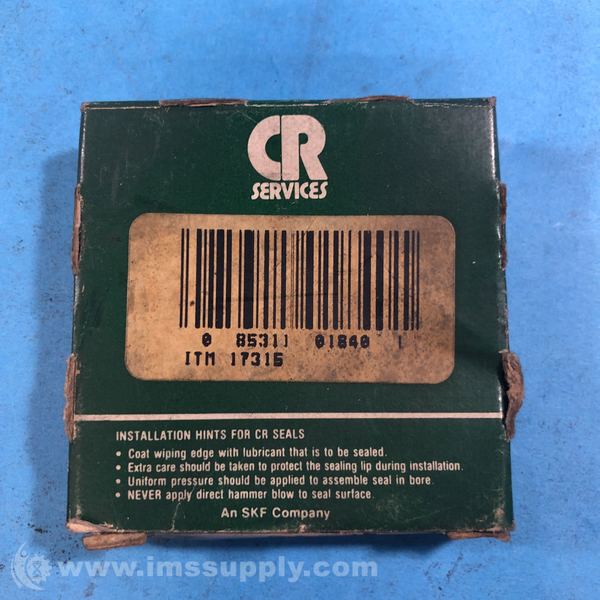 CR
SERVICES
0 85311 01840 1
ITM 17315
INSTALLATION HINTS FOR CR SEALS
• Coat wiping edge with lubricant that is to be sealed.
• Extra care should be taken to protect the sealing lip during installation.
• Uniform pressure should be applied to assemble seal in bore.
• NEVER apply direct hammer blow to seal surface.
An SKF Company
www.imssupply.com